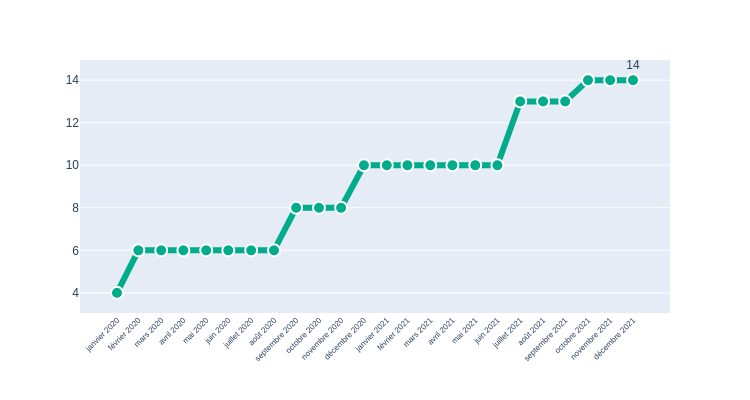 14
14
12
10
8
6
4
janvier 2020
février 2020
mars 2020
avril 2020
mai 2020
juin 2020
juillet 2020
août 2020
septembre 2020
octobre 2020
novembre 2020
décembre 2020
janvier 2021
février 2021
mars 2021
avril 2021
mai 2021
juin 2021
juillet 2021
août 2021
septembre 2021
octobre 2021
novembre 2021
décembre 2021